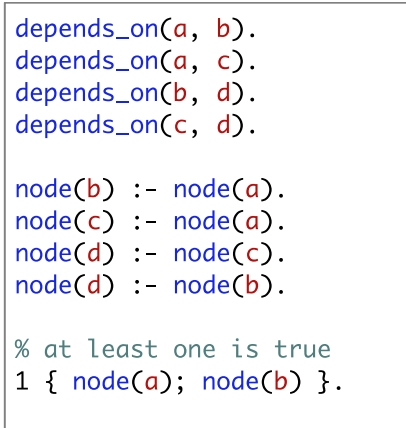 depends_on(a, b).
depends_on(a, c).
depends_on(b, d).
depends_on(c, d).
node(b) :- node(a).
node(c) :- node(a).
node(d) :- node(c).
node(d) :- node(b).
% at least one is true
1 { node(a); node(b) }.